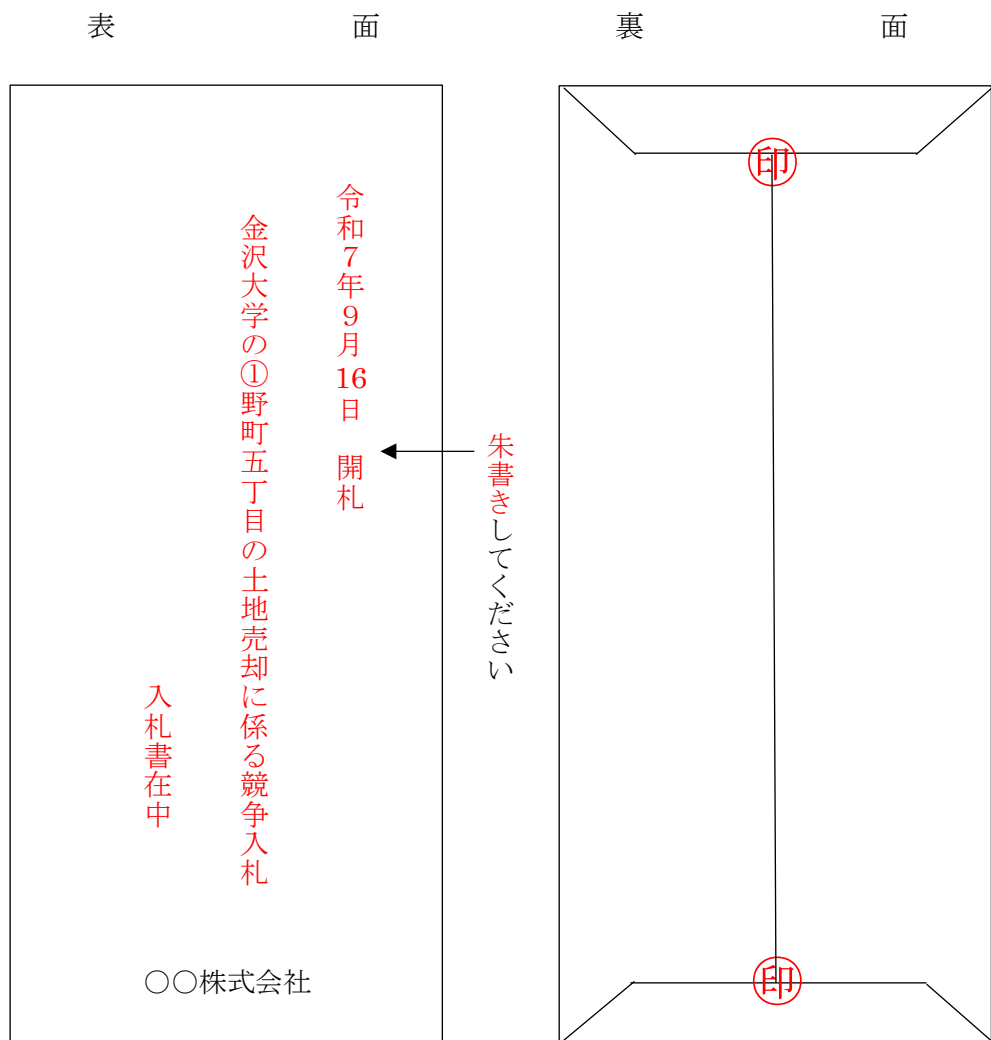 表 面
裏 面
令和7年9月16日 開札
金沢大学の①野町五丁目の土地売却に係る競争入札
入札書在中
○○株式会社
朱書きしてください
印
印